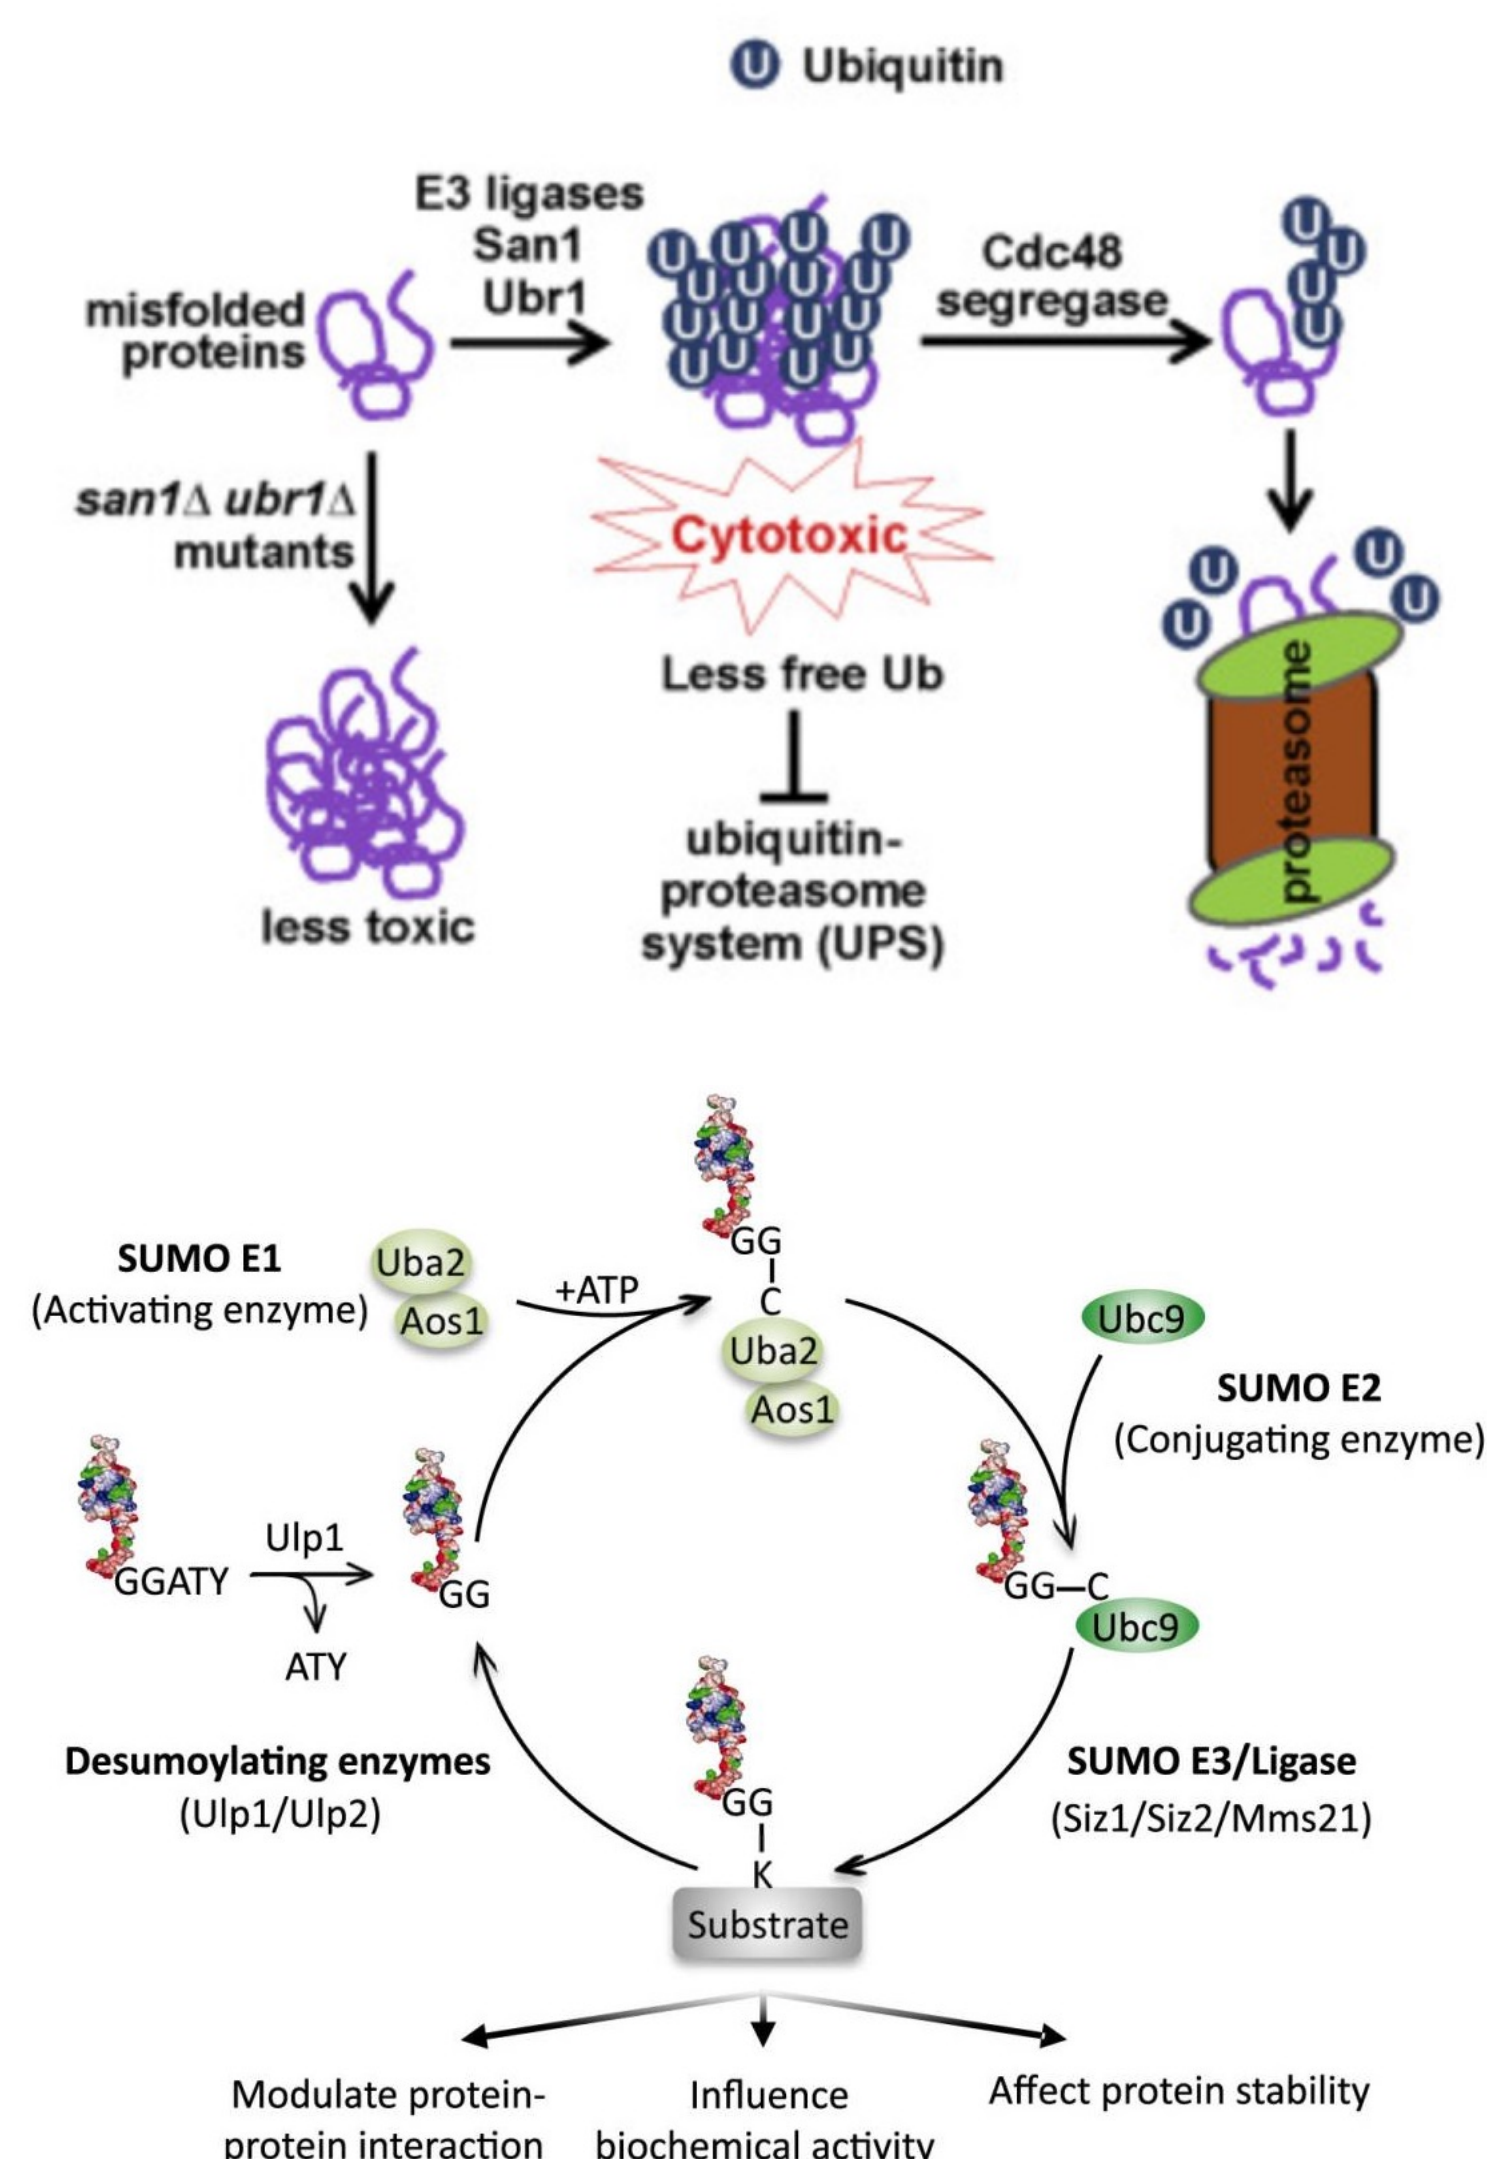 U Ubiquitin
E3 ligases
San1
Ubr1
misfolded
proteins
U U U U
U U U U
U U U U
U U U U
Cdc48
segregase
U
U
U
U
san1Δ ubr1Δ
mutants
less toxic
Cytotoxic
Less free Ub
ubiquitin-
proteasome
system (UPS)
U U U U
proteasome
SUMO E1
(Activating enzyme)
Uba2
Aos1
+ATP
GG
C
Uba2
Aos1
Ubc9
SUMO E2
(Conjugating enzyme)
GGATY
Ulp1
ATY
GG
GG–C
Ubc9
Desumoylating enzymes
(Ulp1/Ulp2)
GG
K
Substrate
SUMO E3/Ligase
(Siz1/Siz2/Mms21)
Modulate protein-
protein interaction
Influence
biochemical activity
Affect protein stability